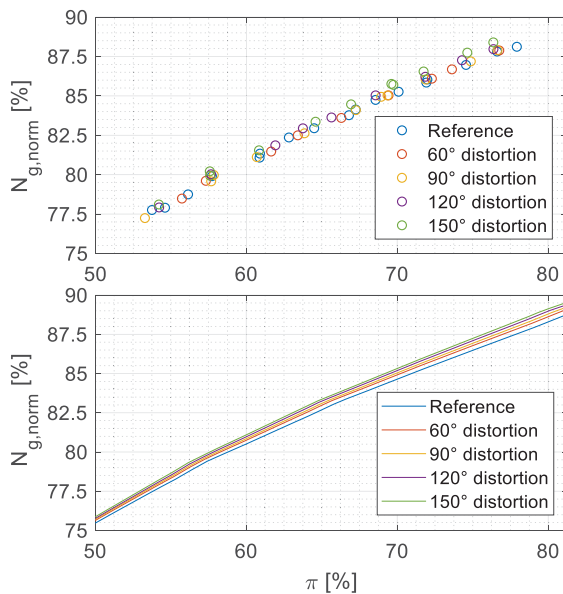 90
87.5
85
82.5
80
77.5
75
N_g,norm [%]
Reference
60° distortion
90° distortion
120° distortion
150° distortion
50
60
70
80
90
87.5
85
82.5
80
77.5
75
N_g,norm [%]
Reference
60° distortion
90° distortion
120° distortion
150° distortion
50
60
70
80
π [%]